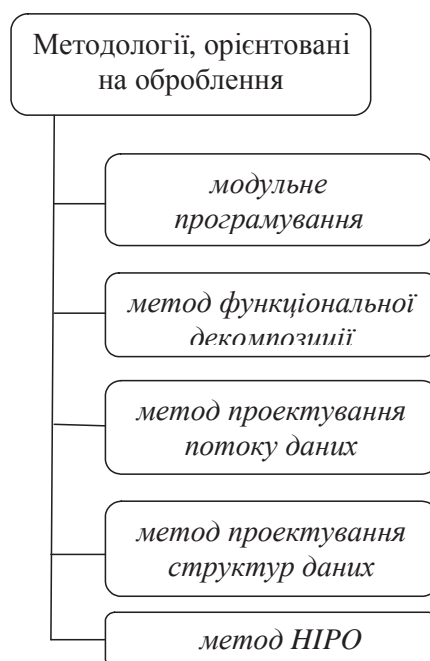 Методології, орієнтовані
на оброблення
модульне
програмування
метод функціональної
декомпозиції
метод проектування
потоку даних
метод проектування
структур даних
метод HIPO